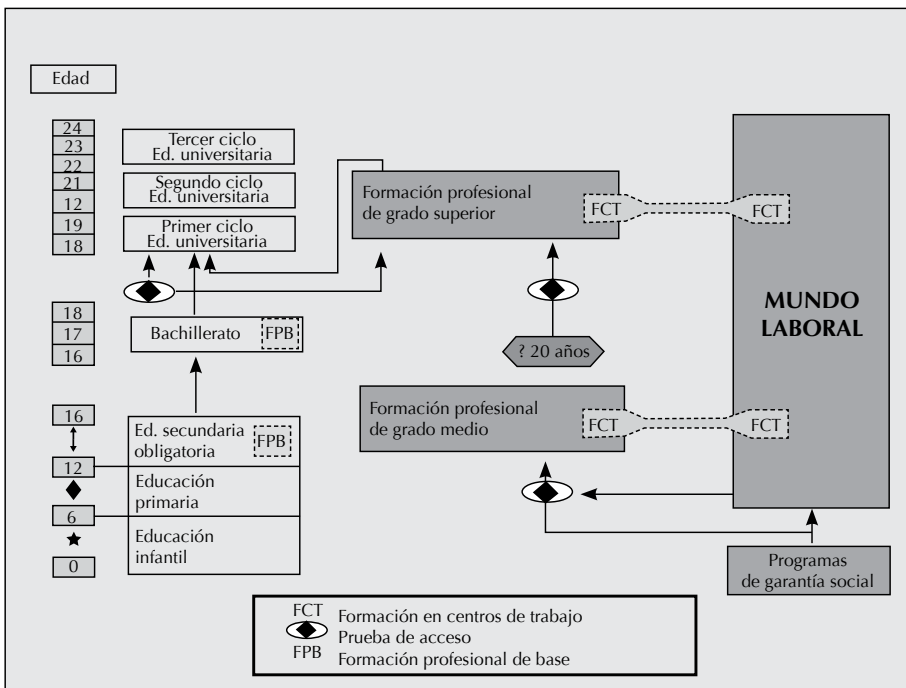 Edad
24
23
22
21
12
19
18
Tercer ciclo
Ed. universitaria
Segundo ciclo
Ed. universitaria
Primer ciclo
Ed. universitaria
Formación profesional
de grado superior
FCT
FCT
MUNDO
LABORAL
18
17
16
Bachillerato
FPB
? 20 años
Formación profesional
de grado medio
FCT
FCT
16
12
6
0
Ed. secundaria
obligatoria
FPB
Educación
primaria
Educación
infantil
Programas
de garantía social
FCT Formación en centros de trabajo
Prueba de acceso
FPB Formación profesional de base